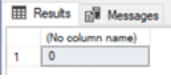 Results Messages
(No column name)
1 0